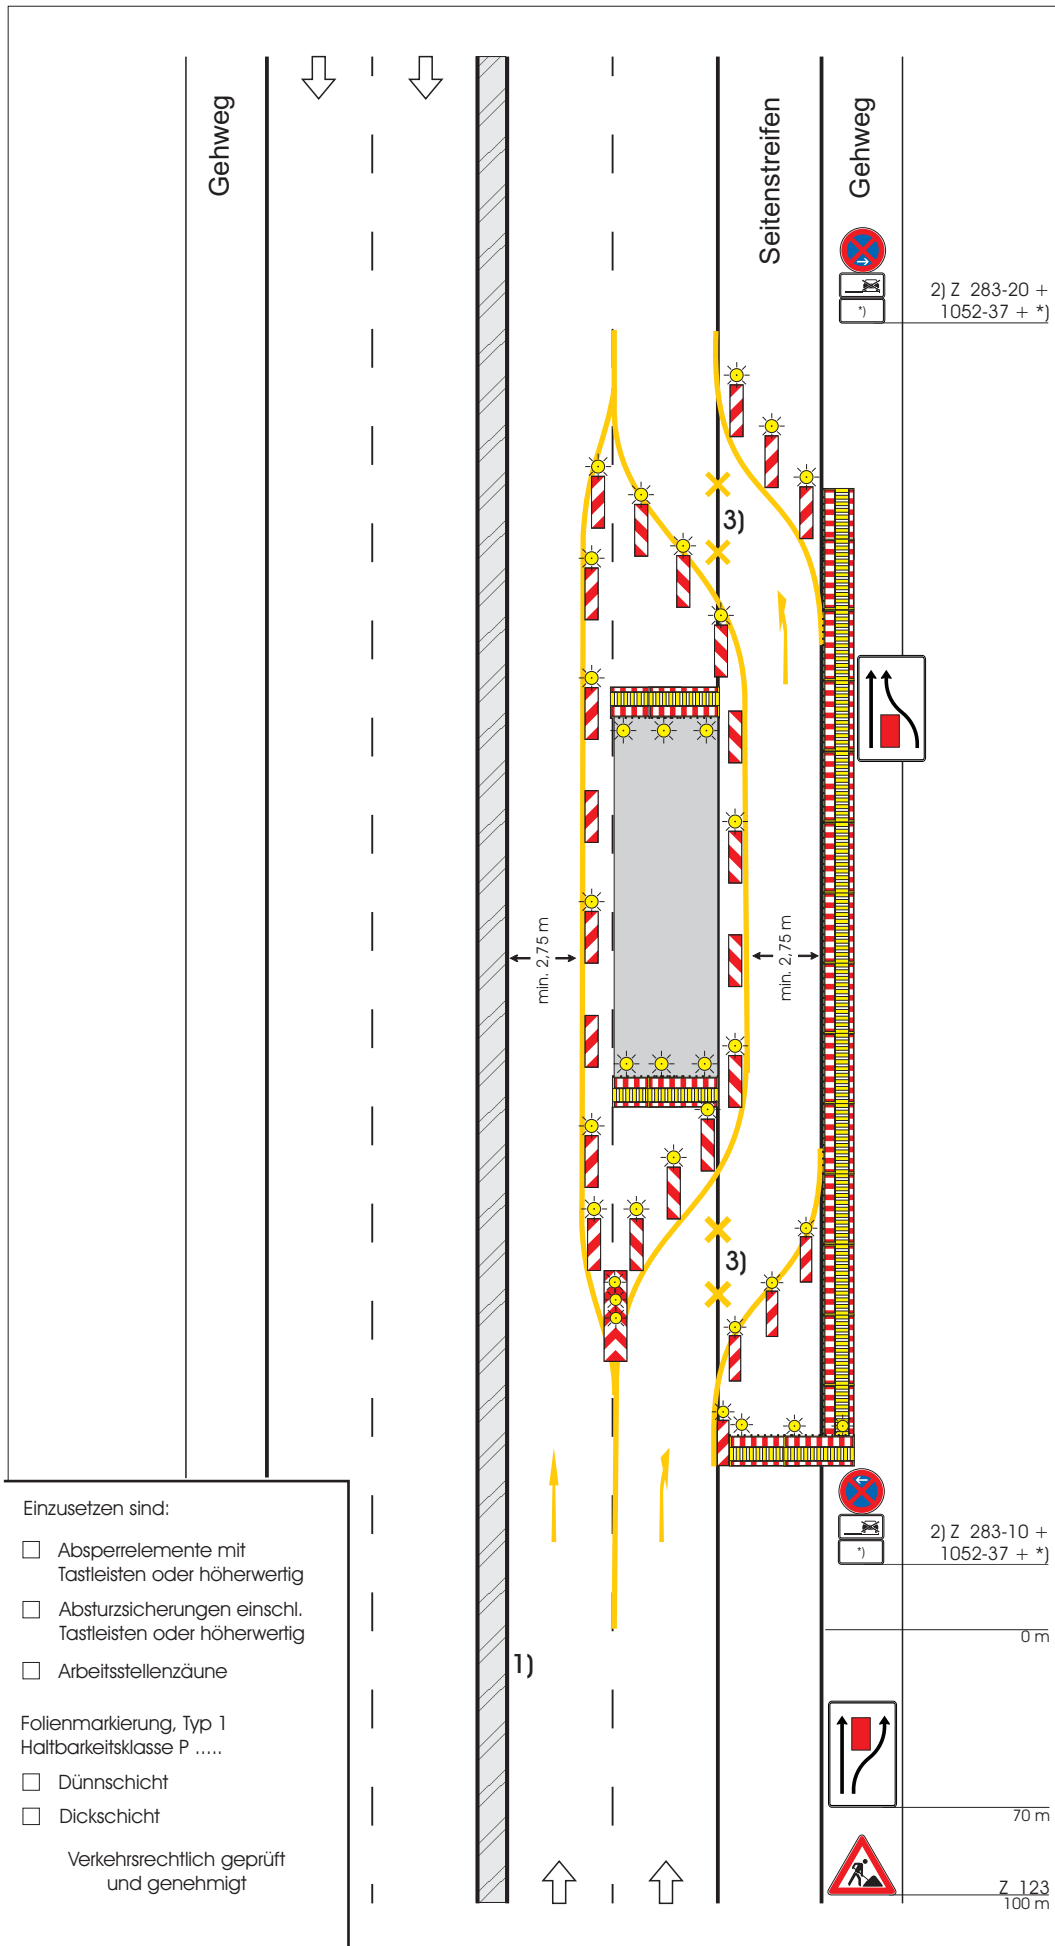 Gehweg
Seitenstreifen
Gehweg
*)
2) Z 283-20 +
1052-37 + *)
3)
min. 2,75 m
min. 2,75 m
3)
*)
2) Z 283-10 +
1052-37 + *)
0 m
1)
70 m
Z 123
100 m
Einzusetzen sind:
Absperrelemente mit
Tastleisten oder höherwertig
Absturzsicherungen einschl.
Tastleisten oder höherwertig
Arbeitsstellenzäune
Folienmarkierung, Typ 1
Haltbarkeitsklasse P .....
Dünnschicht
Dickschicht
Verkehrsrechtlich geprüft
und genehmigt